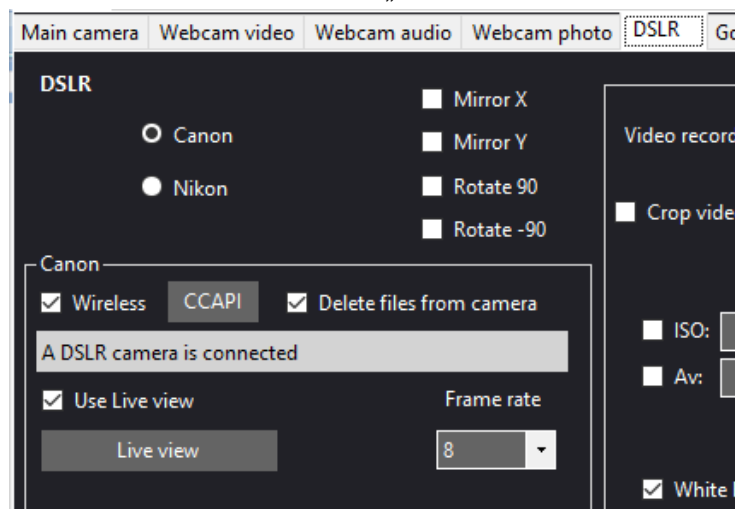 Main camera Webcam video Webcam audio Webcam photo DSLR
DSLR
Mirror X
Canon
Mirror Y
Nikon
Rotate 90
Rotate -90
Video record
Crop vide
Canon
Wireless CCAPI Delete files from camera
A DSLR camera is connected
Use Live view Frame rate
Live view 8
ISO:
Av:
White